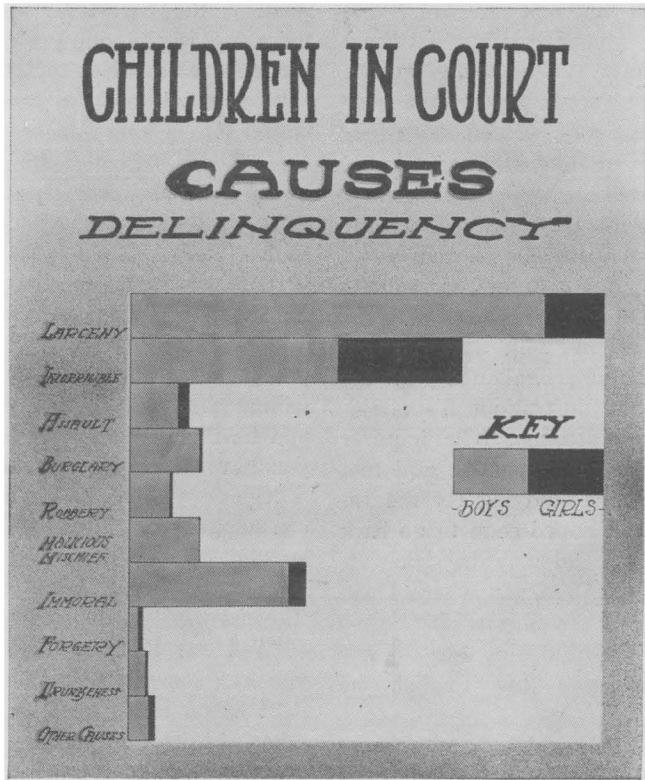 CHILDREN IN COURT
CAUSES
DELINQUENCY
LARCENY
INCORRIGIBLE
ASSAULT
BURGLARY
ROBBERY
MALICIOUS
MISCHIEF
IMMORAL
FORGERY
DRUNKENESS
OTHER CAUSES
KEY
-BOYS GIRLS-